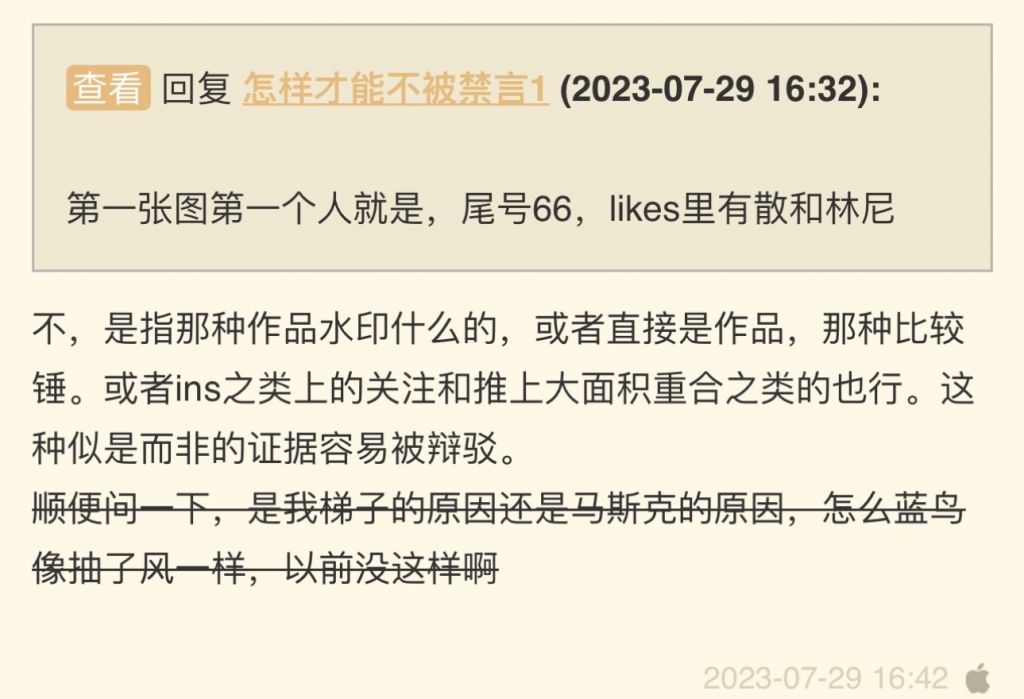 查看 回复 怎样才能不被禁言1 (2023-07-29 16:32):
第一张图第一个人就是，尾号66，likes里有散和林尼
不，是指那种作品水印什么的，或者直接是作品，那种比较
锤。或者ins之类上的关注和推上大面积重合之类的也行。这
种似是而非的证据容易被辩驳。
顺便问一下，是我梯子的原因还是马斯克的原因，怎么蓝鸟
像抽了风一样，以前没这样啊
2023-07-29 16:42